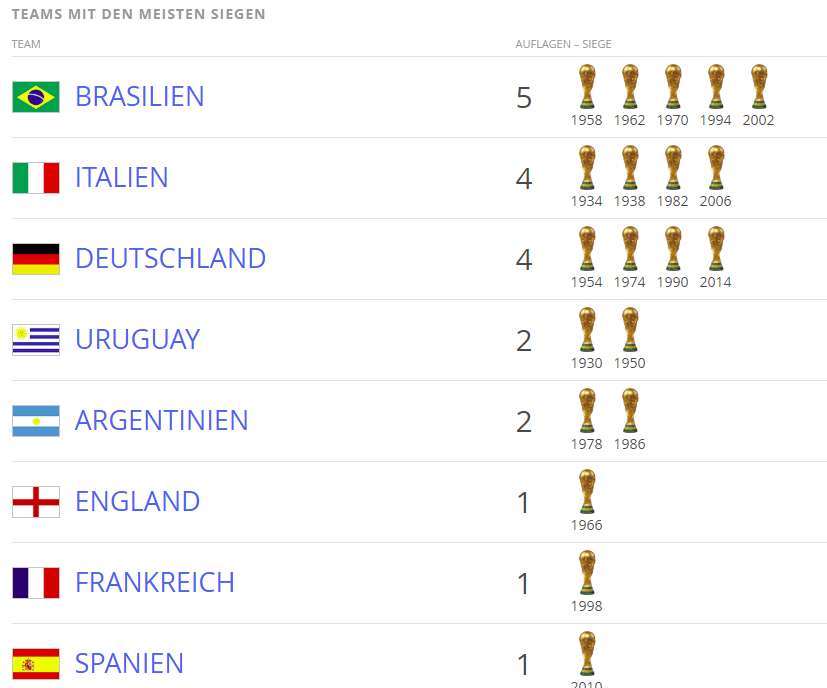 TEAMS MIT DEN MEISTEN SIEGEN
TEAM AUFLAGEN – SIEGE
BRASILIEN 5
1958 1962 1970 1994 2002
ITALIEN 4
1934 1938 1982 2006
DEUTSCHLAND 4
1954 1974 1990 2014
URUGUAY 2
1930 1950
ARGENTINIEN 2
1978 1986
ENGLAND 1
1966
FRANKREICH 1
1998
SPANIEN 1
2010